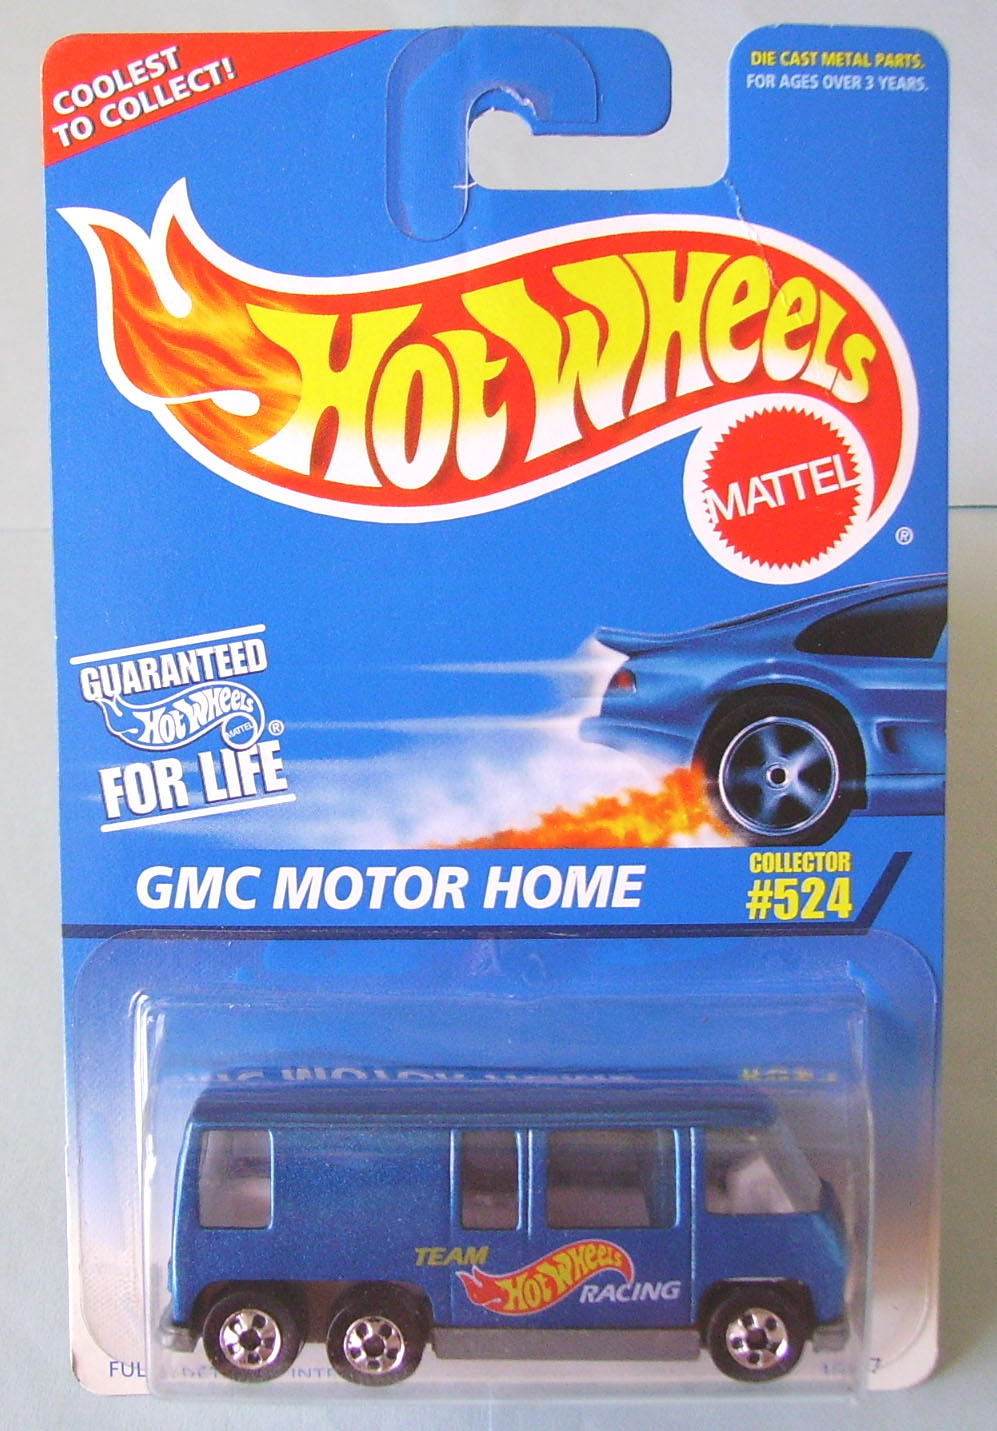 COOLEST
TO COLLECT!
DIE CAST METAL PARTS.
FOR AGES OVER 3 YEARS.
HOT WHEELS
MATTEL
®
GUARANTEED
HOT WHEELS
MATTEL
®
FOR LIFE
GMC MOTOR HOME
COLLECTOR
#524
TEAM
HOT WHEELS
RACING